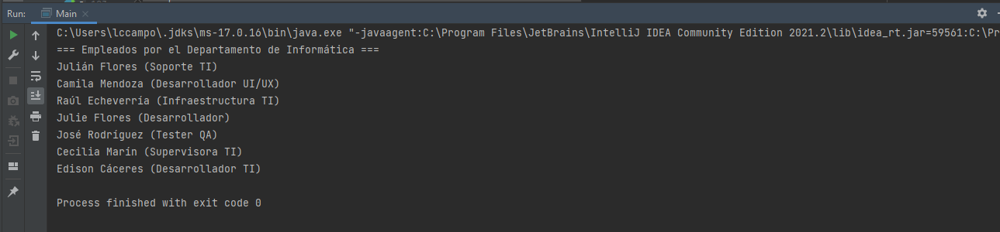 Run: Main
C:\Users\lccampo\.jdks\ms-17.0.16\bin\java.exe "-javaagent:C:\Program Files\JetBrains\IntelliJ IDEA Community Edition 2021.2\lib\idea_rt.jar=59561:C:\Pr
=== Empleados por el Departamento de Informática ===
Julián Flores (Soporte TI)
Camila Mendoza (Desarrollador UI/UX)
Raúl Echeverria (Infraestructura TI)
Julie Flores (Desarrollador)
José Rodríguez (Tester QA)
Cecilia Marín (Supervisora TI)
Edison Cáceres (Desarrollador TI)
Process finished with exit code 0